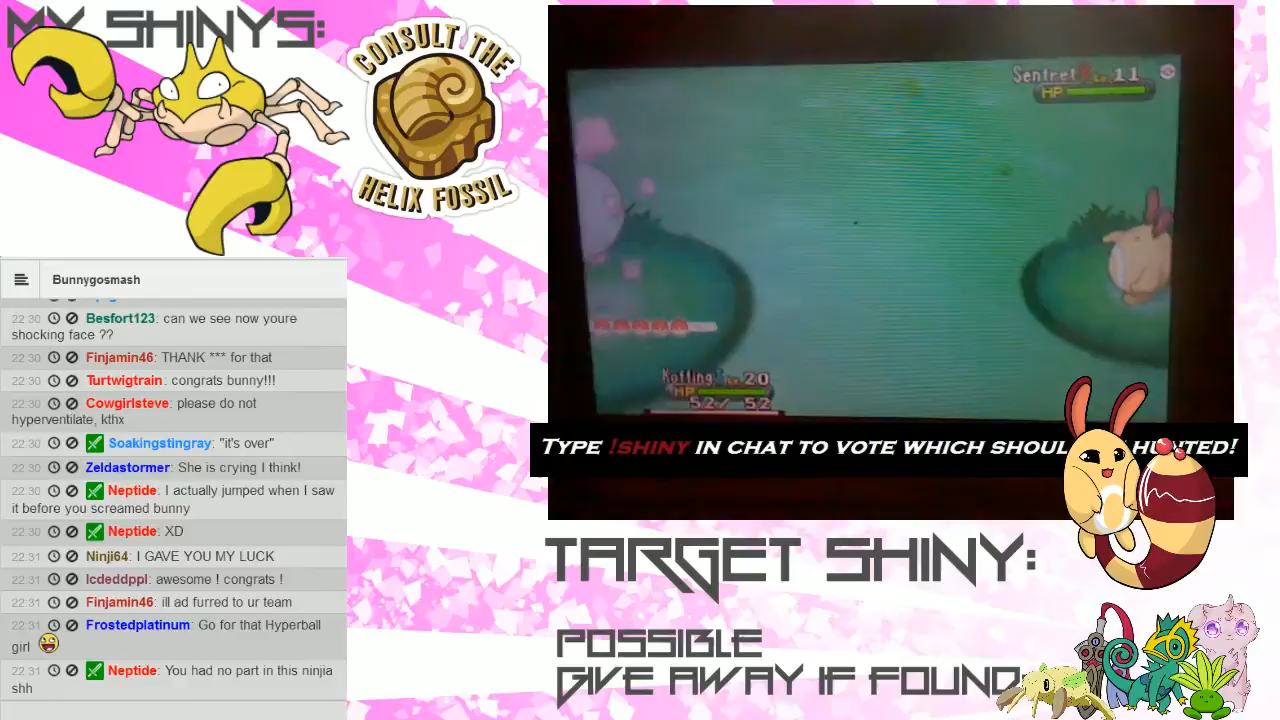 MY SHINYS:
CONSULT THE
HELIX FOSSIL
Bunnygosmash
22:30 Besfort123: can we see now youre
shocking face ??
22:30 Finjamin46: THANK *** for that
22:30 Turtwigtrain: congrats bunny!!!
22:30 Cowgirlsteve: please do not
hyperventilate, kthx
22:30 Soakingstingray: "it's over"
22:30 Zeldastormer: She is crying I think!
22:30 Neptide: I actually jumped when I saw
it before you screamed bunny
22:30 Neptide: XD
22:31 Ninji64: I GAVE YOU MY LUCK
22:31 Icdeddppl: awesome ! congrats !
22:31 Finjamin46: ill ad furred to ur team
22:31 Frostedplatinum: Go for that Hyperball
girl
22:31 Neptide: You had no part in this ninjia
shh
Sentret Lv.11
HP
Koffing Lv.20
HP
52/ 52
TYPE !SHINY IN CHAT TO VOTE WHICH HUNTED!
TARGET SHINY:
POSSIBLE
GIVE AWAY IF FOUND